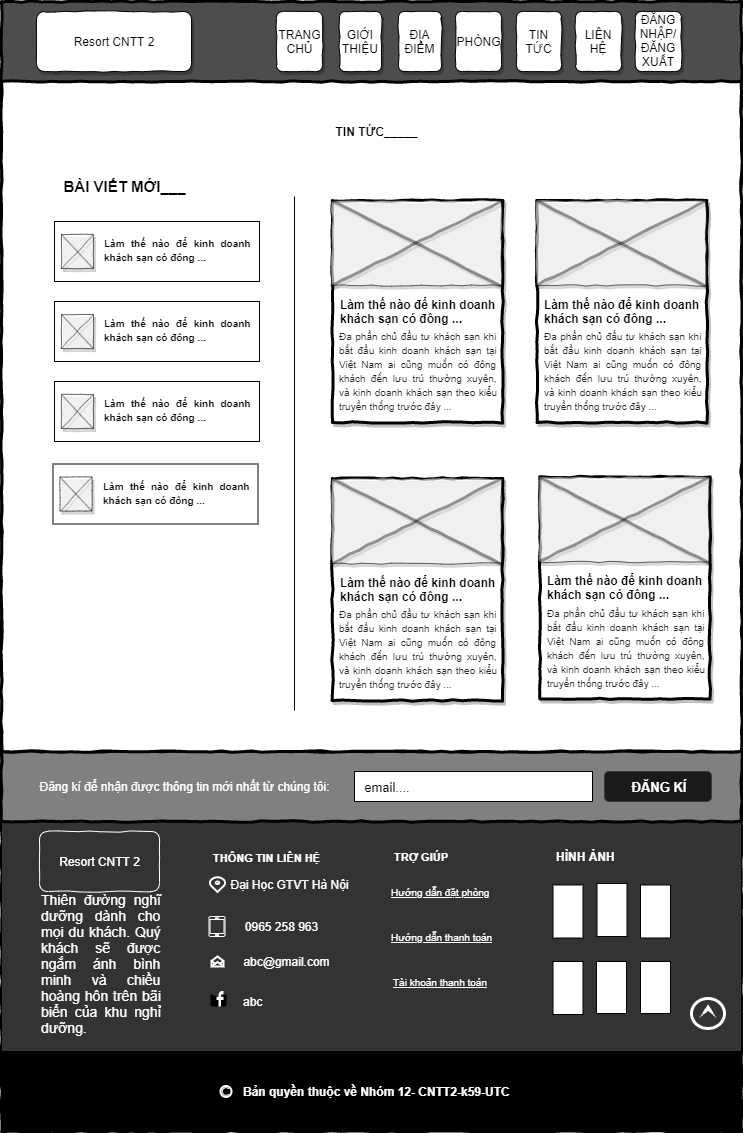 Resort CNTT 2
TRANG
CHỦ
GIỚI
THIỆU
ĐỊA
ĐIỂM
PHÒNG
TIN
TỨC
LIÊN
HỆ
ĐĂNG
NHẬP/
ĐĂNG
XUẤT
TIN TỨC_____
BÀI VIẾT MỚI___
Làm thế nào để kinh doanh
khách sạn có đông ...
Làm thế nào để kinh doanh
khách sạn có đông ...
Làm thế nào để kinh doanh
khách sạn có đông ...
Làm thế nào để kinh doanh
khách sạn có đông ...
Làm thế nào để kinh doanh
khách sạn có đông ...
Đa phần chủ đầu tư khách sạn khi
bắt đầu kinh doanh khách sạn tại
Việt Nam ai cũng muốn có đông
khách đến lưu trú thường xuyên,
và kinh doanh khách sạn theo kiểu
truyền thống trước đây ...
Làm thế nào để kinh doanh
khách sạn có đông ...
Đa phần chủ đầu tư khách sạn khi
bắt đầu kinh doanh khách sạn tại
Việt Nam ai cũng muốn có đông
khách đến lưu trú thường xuyên,
và kinh doanh khách sạn theo kiểu
truyền thống trước đây ...
Làm thế nào để kinh doanh
khách sạn có đông ...
Đa phần chủ đầu tư khách sạn khi
bắt đầu kinh doanh khách sạn tại
Việt Nam ai cũng muốn có đông
khách đến lưu trú thường xuyên,
và kinh doanh khách sạn theo kiểu
truyền thống trước đây ...
Làm thế nào để kinh doanh
khách sạn có đông ...
Đa phần chủ đầu tư khách sạn khi
bắt đầu kinh doanh khách sạn tại
Việt Nam ai cũng muốn có đông
khách đến lưu trú thường xuyên,
và kinh doanh khách sạn theo kiểu
truyền thống trước đây ...
Đăng kí để nhận được thông tin mới nhất từ chúng tôi:
email....
ĐĂNG KÍ
Resort CNTT 2
Thiên đường nghĩ
dưỡng dành cho
mọi du khách. Quý
khách sẽ được
ngắm ánh bình
minh và chiều
hoàng hôn trên bãi
biển của khu nghỉ
dưỡng.
THÔNG TIN LIÊN HỆ
Đại Học GTVT Hà Nội
0965 258 963
abc@gmail.com
abc
TRỢ GIÚP
Hướng dẫn đặt phòng
Hướng dẫn thanh toán
Tài khoản thanh toán
HÌNH ẢNH
© Bản quyền thuộc về Nhóm 12- CNTT2-k59-UTC